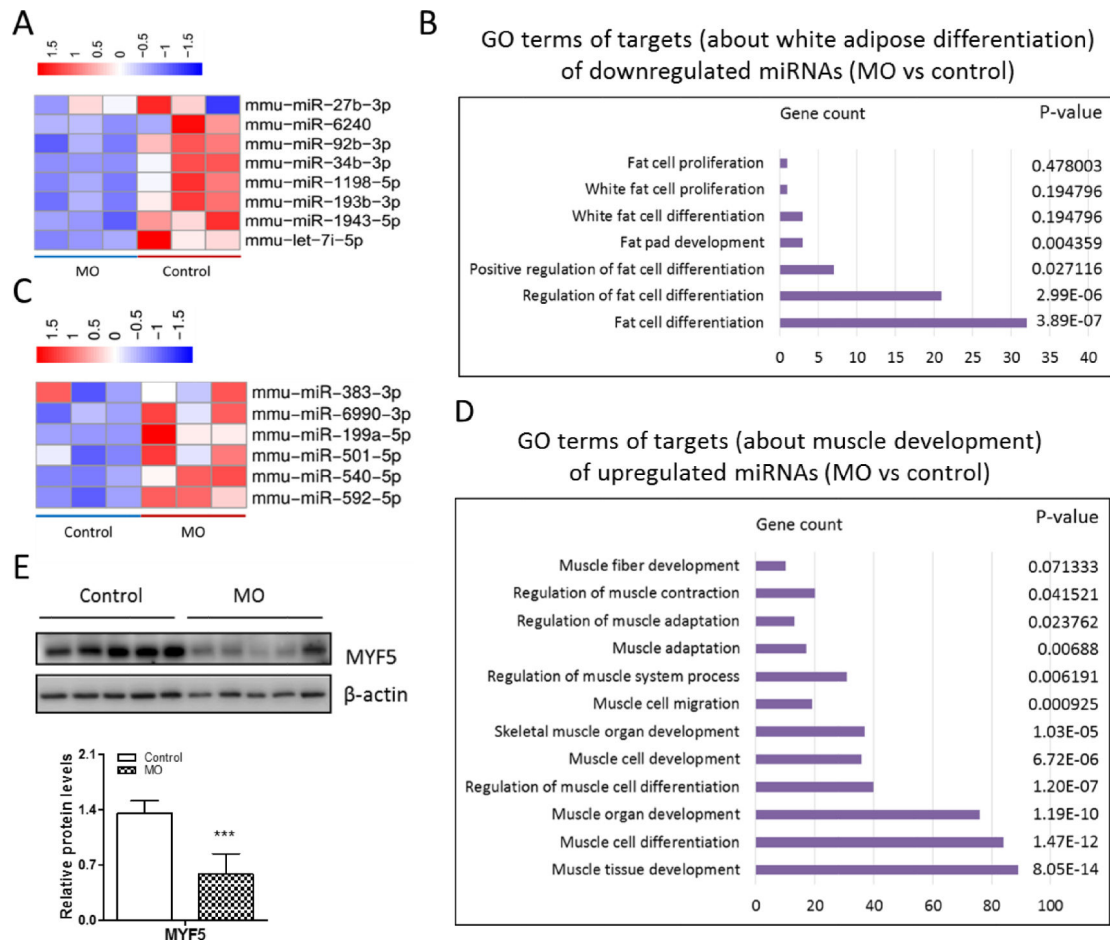 A
1.5 1 0.5 0 −0.5 −1 −1.5
mmu−miR−27b−3p
mmu−miR−6240
mmu−miR−92b−3p
mmu−miR−34b−3p
mmu−miR−1198−5p
mmu−miR−193b−3p
mmu−miR−1943−5p
mmu−let−7i−5p
MO Control
B
GO terms of targets (about white adipose differentiation)
of downregulated miRNAs (MO vs control)
Gene count P-value
Fat cell proliferation 0.478003
White fat cell proliferation 0.194796
White fat cell differentiation 0.194796
Fat pad development 0.004359
Positive regulation of fat cell differentiation 0.027116
Regulation of fat cell differentiation 2.99E-06
Fat cell differentiation 3.89E-07
0 5 10 15 20 25 30 35 40
C
1.5 1 0.5 0 −0.5 −1 −1.5
mmu−miR−383−3p
mmu−miR−6990−3p
mmu−miR−199a−5p
mmu−miR−501−5p
mmu−miR−540−5p
mmu−miR−592−5p
Control MO
D
GO terms of targets (about muscle development)
of upregulated miRNAs (MO vs control)
Gene count P-value
Muscle fiber development 0.071333
Regulation of muscle contraction 0.041521
Regulation of muscle adaptation 0.023762
Muscle adaptation 0.00688
Regulation of muscle system process 0.006191
Muscle cell migration 0.000925
Skeletal muscle organ development 1.03E-05
Muscle cell development 6.72E-06
Regulation of muscle cell differentiation 1.20E-07
Muscle organ development 1.19E-10
Muscle cell differentiation 1.47E-12
Muscle tissue development 8.05E-14
0 20 40 60 80 100
E
Control MO
MYF5
β-actin
Relative protein levels
2.1
1.4
0.7
0.0
Control
MO
***
MYF5